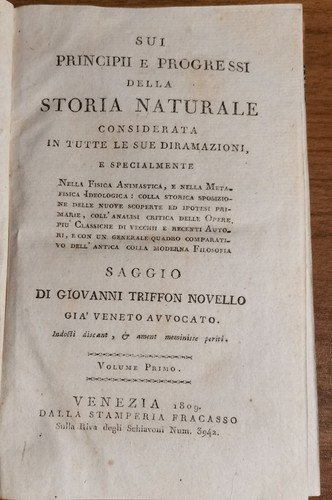 SUI
PRINCIPII E PROGRESSI
DELLA
STORIA NATURALE
CONSIDERATA
IN TUTTE LE SUE DIRAMAZIONI,
E SPECIALMENTE
NELLA FISICA ANIMASTICA, E NELLA META-
FISICA IDEOLOGICA: COLLA STORICA SPOSIZIO-
NE DELLE NUOVE SCOPERTE ED IPOTESI PRI-
MARIE, COLL'ANALISI CRITICA DELLE OPERE
PIU CLASSICHE DI VECCHI E RECENTI AUTO-
RI, E CON UN GENERALE QUADRO COMPARATI-
VO DELL'ANTICA COLLA MODERNA FILOSOFIA
SAGGIO
DI GIOVANNI TRIFFON NOVELLO
GIA' VENETO AVVOCATO.
Indocti discant, & ament meminisse periti.
VOLUME PRIMO.
VENEZIA 1809.
DALLA STAMPERIA FRACASSO
Sulla Riva degli Schiavoni Num. 3942.